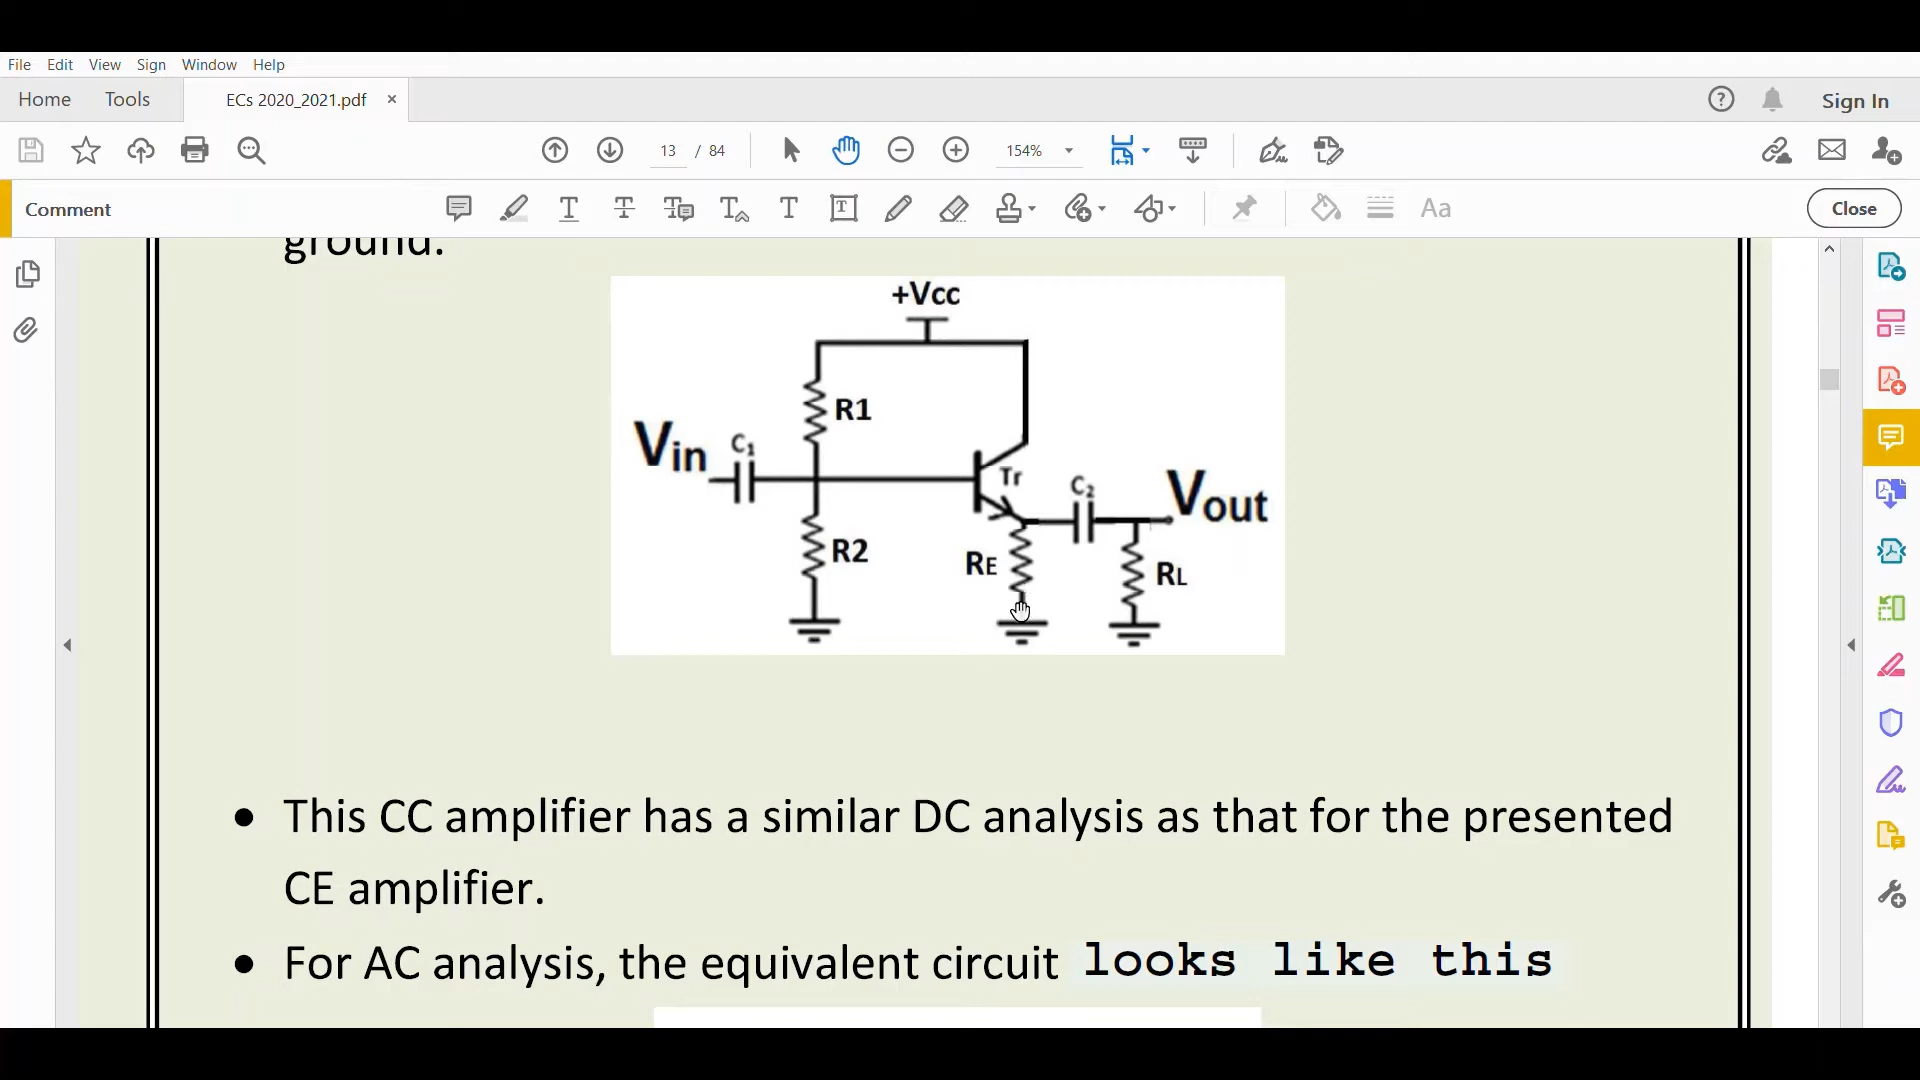 File Edit View Sign Window Help
Home Tools ECs 2020_2021.pdf × Sign In
13 / 84 154%
Comment Close
ground.
+Vcc
R1
Vin C1
Tr
C2 Vout
R2
RE
RL
• This CC amplifier has a similar DC analysis as that for the presented
CE amplifier.
• For AC analysis, the equivalent circuit looks like this